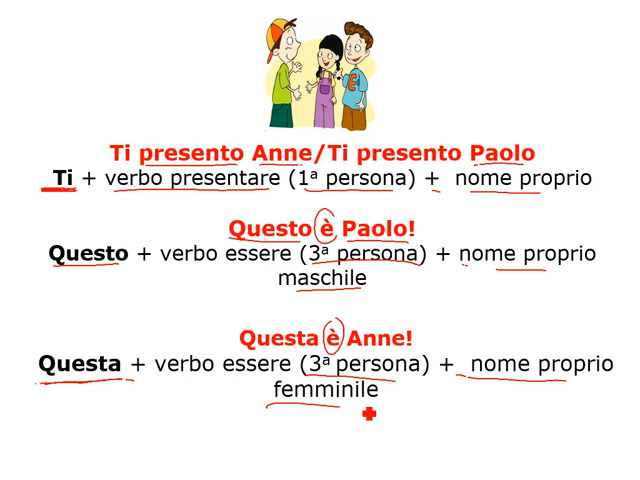 Ti presento Anne/Ti presento Paolo
Ti + verbo presentare (1ª persona) + nome proprio
Questo è Paolo!
Questo + verbo essere (3ª persona) + nome proprio
maschile
Questa è Anne!
Questa + verbo essere (3ª persona) + nome proprio
femminile